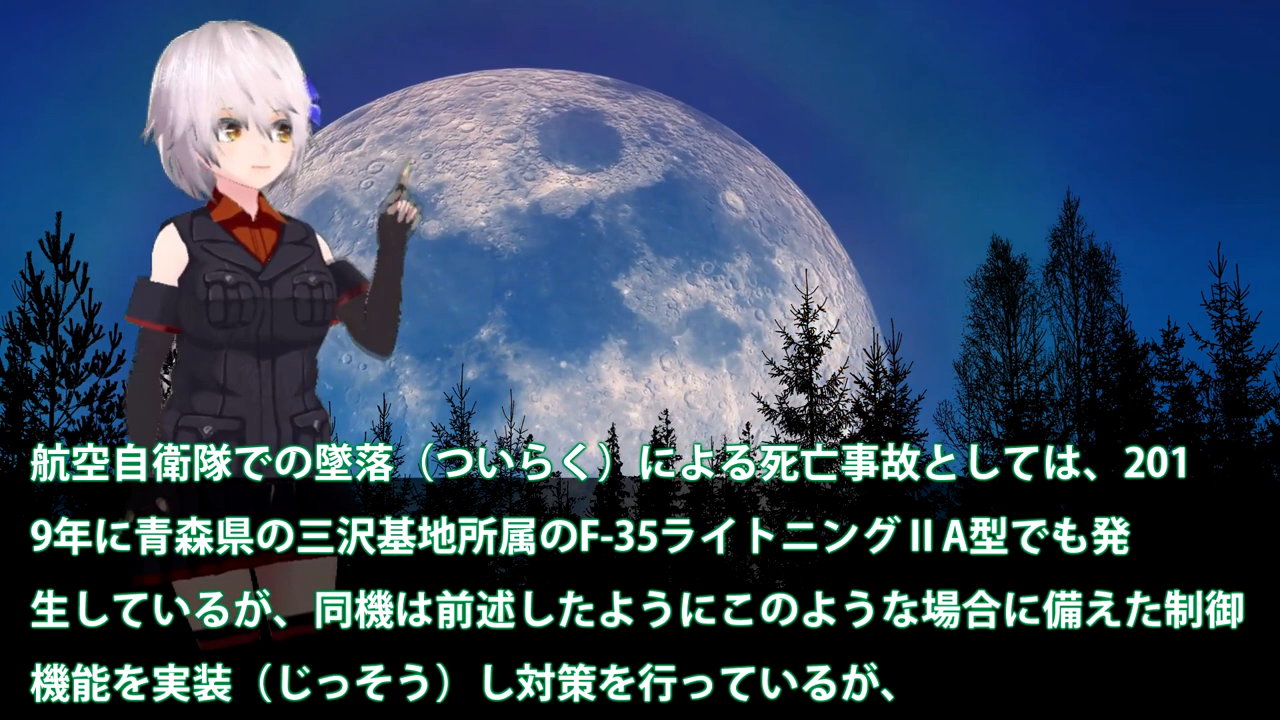 航空自衛隊での墜落（ついらく）による死亡事故としては、201
9年に青森県の三沢基地所属のF-35ライトニングⅡA型でも発
生しているが、同機は前述したようにこのような場合に備えた制御
機能を実装（じっそう）し対策を行っているが、